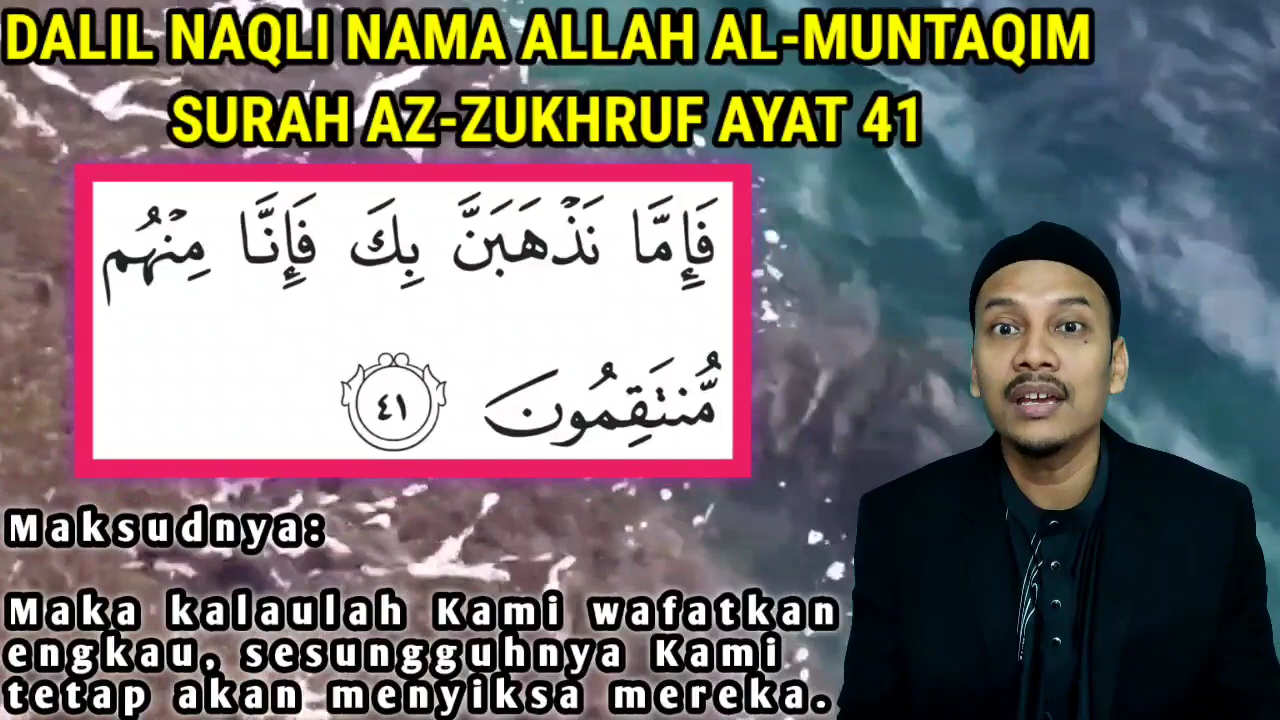 DALIL NAQLI NAMA ALLAH AL-MUNTAQIM
SURAH AZ-ZUKHRUF AYAT 41
فَإِمَّا نَذْهَبَنَّ بِكَ فَإِنَّا مِنْهُم
مُّنتَقِمُونَ ٤١
Maksudnya:
Maka kalaulah Kami wafatkan
engkau, sesungguhnya Kami
tetap akan menyiksa mereka.